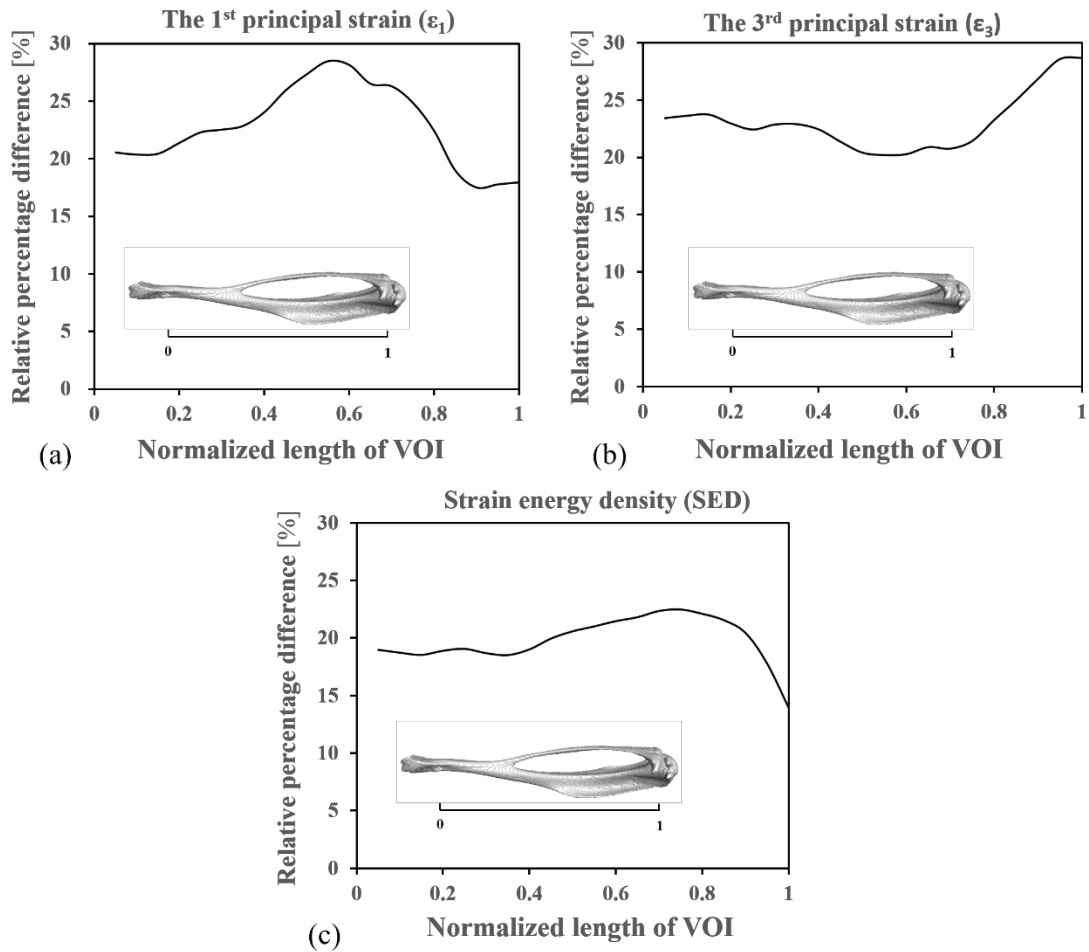 The 1st principal strain (ε1)
Relative percentage difference [%]
30
25
20
15
10
5
0
0 1
0 0.2 0.4 0.6 0.8 1
Normalized length of VOI
(a)
The 3rd principal strain (ε3)
Relative percentage difference [%]
30
25
20
15
10
5
0
0 1
0 0.2 0.4 0.6 0.8 1
Normalized length of VOI
(b)
Strain energy density (SED)
Relative percentage difference [%]
30
25
20
15
10
5
0
0 1
0 0.2 0.4 0.6 0.8 1
Normalized length of VOI
(c)